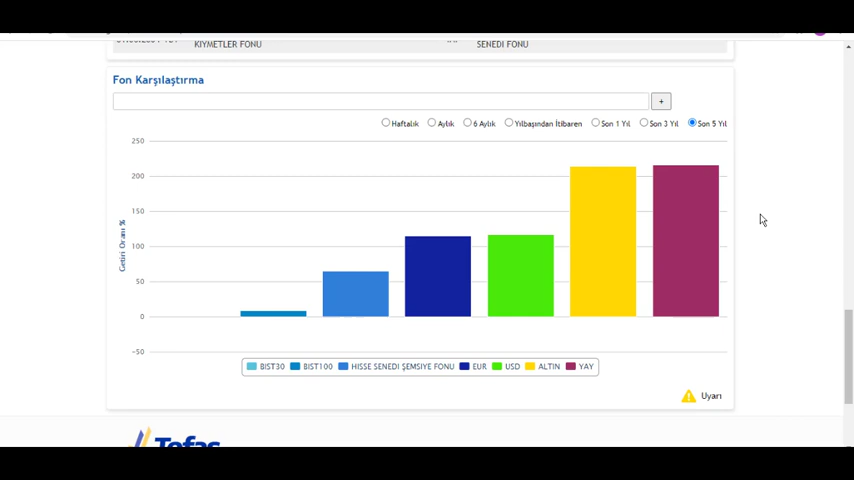 KIYMETLER FONU
SENEDİ FONU
Fon Karşılaştırma
+
Haftalık Aylık 6 Aylık Yılbaşından İtibaren Son 1 Yıl Son 3 Yıl Son 5 Yıl
250
200
150
100
50
0
-50
Getiri Oranı %
BIST30 BIST100 HİSSE SENEDİ ŞEMSİYE FONU EUR USD ALTIN YAY
Uyarı
Tefas